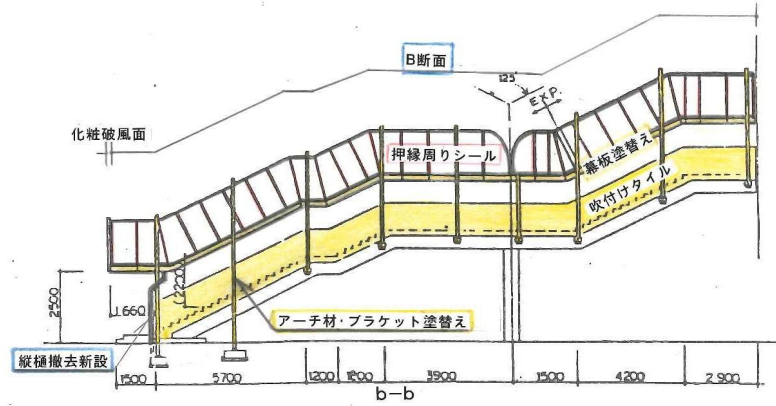 B断面
125°
EXP.
化粧破風面
押縁周りシール
幕板塗替え
吹付けタイル
2500
(2200)
1660
アーチ材・ブラケット塗替え
縦樋撤去新設
1500
5700
1200
1200
3900
1500
4200
2900
b-b